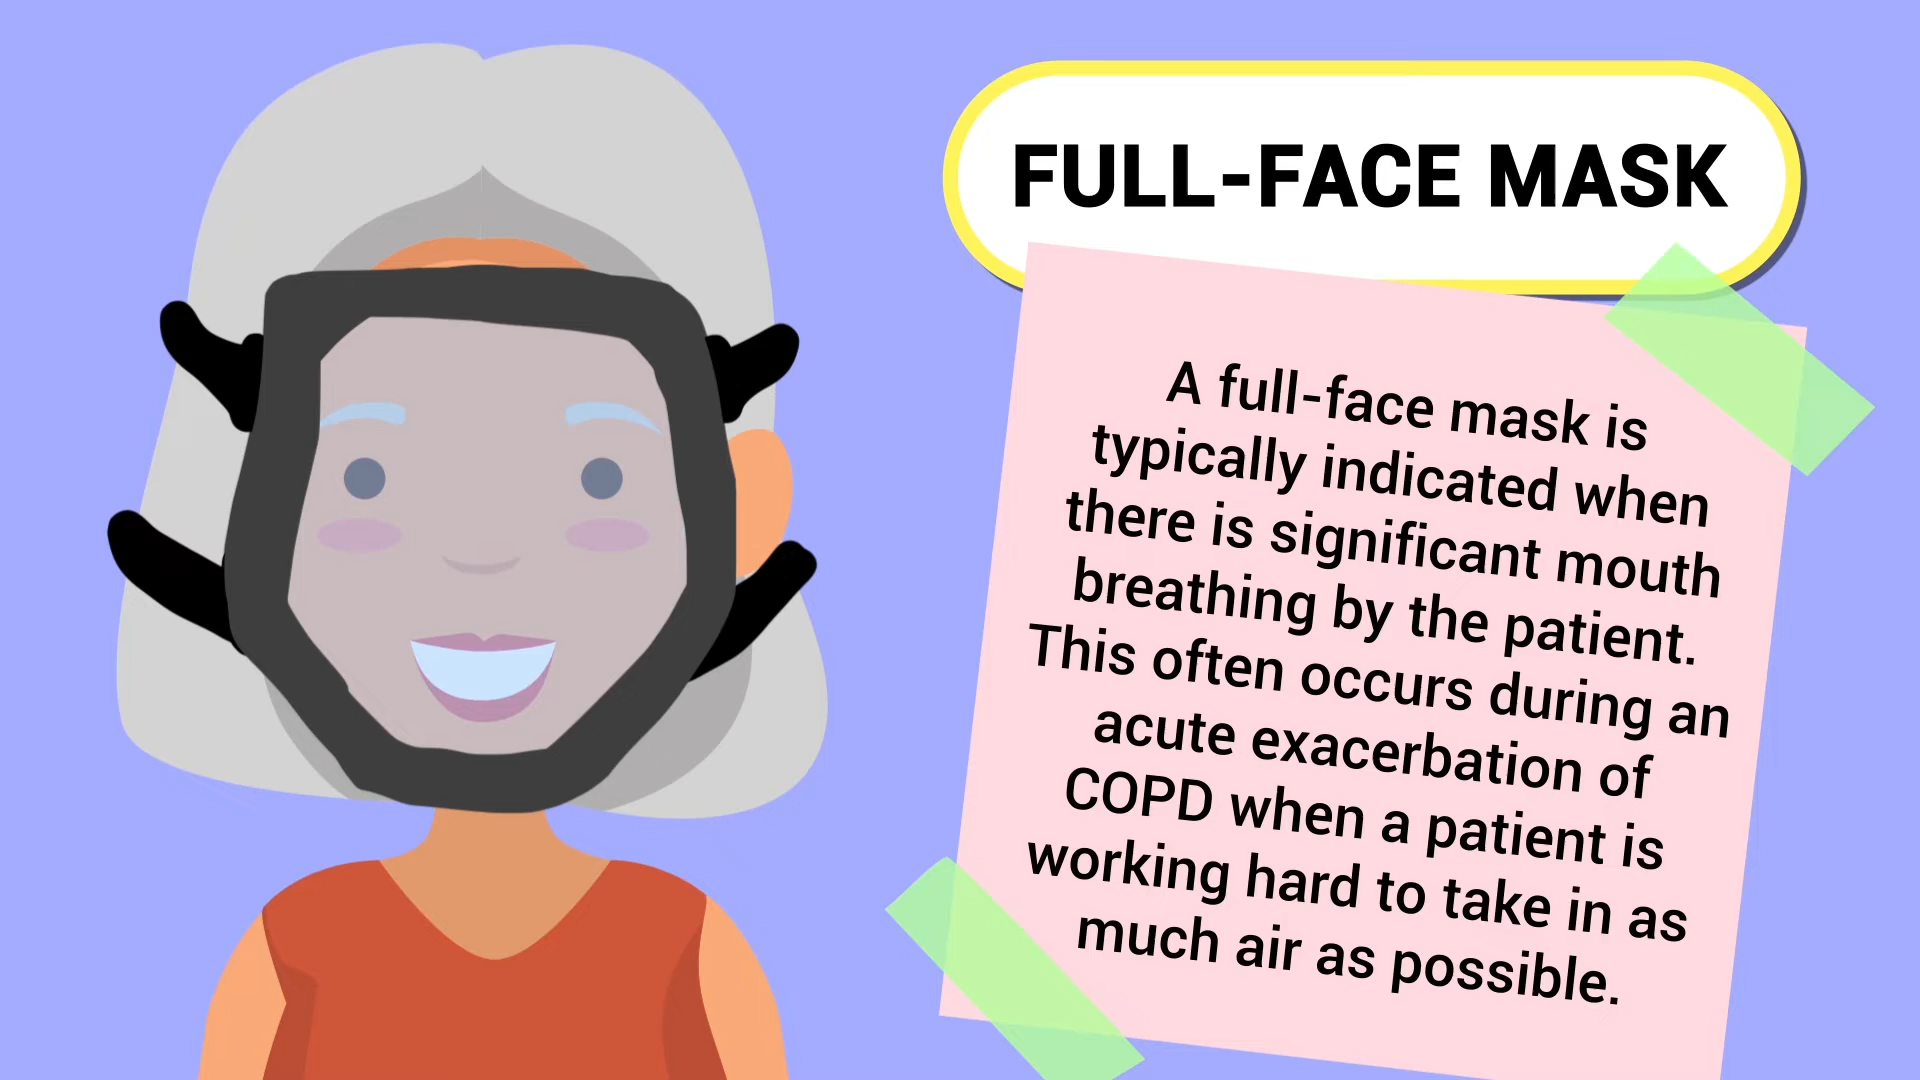 FULL-FACE MASK
A full-face mask is
typically indicated when
there is significant mouth
breathing by the patient.
This often occurs during an
acute exacerbation of
COPD when a patient is
working hard to take in as
much air as possible.